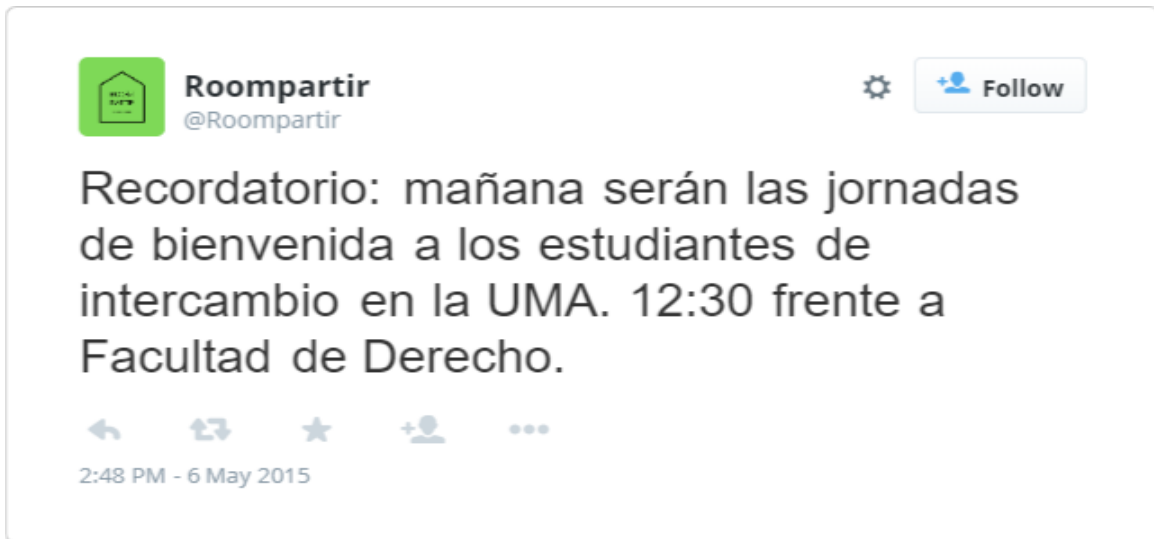 Roompartir
@Roompartir
Follow
Recordatorio: mañana serán las jornadas
de bienvenida a los estudiantes de
intercambio en la UMA. 12:30 frente a
Facultad de Derecho.
2:48 PM - 6 May 2015